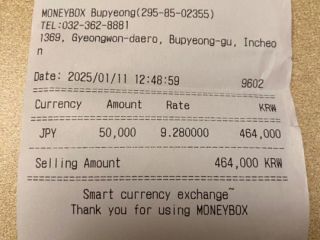 MONEYBOX Bupyeong(295-85-02355)
TEL:032-362-8881
1369, Gyeongwon-daero, Bupyeong-gu, Incheo
n
Date: 2025/01/11 12:48:59 9602
Currency Amount Rate KRW
JPY 50,000 9.280000 464,000
Selling Amount 464,000 KRW
Smart currency exchange~
Thank you for using MONEYBOX